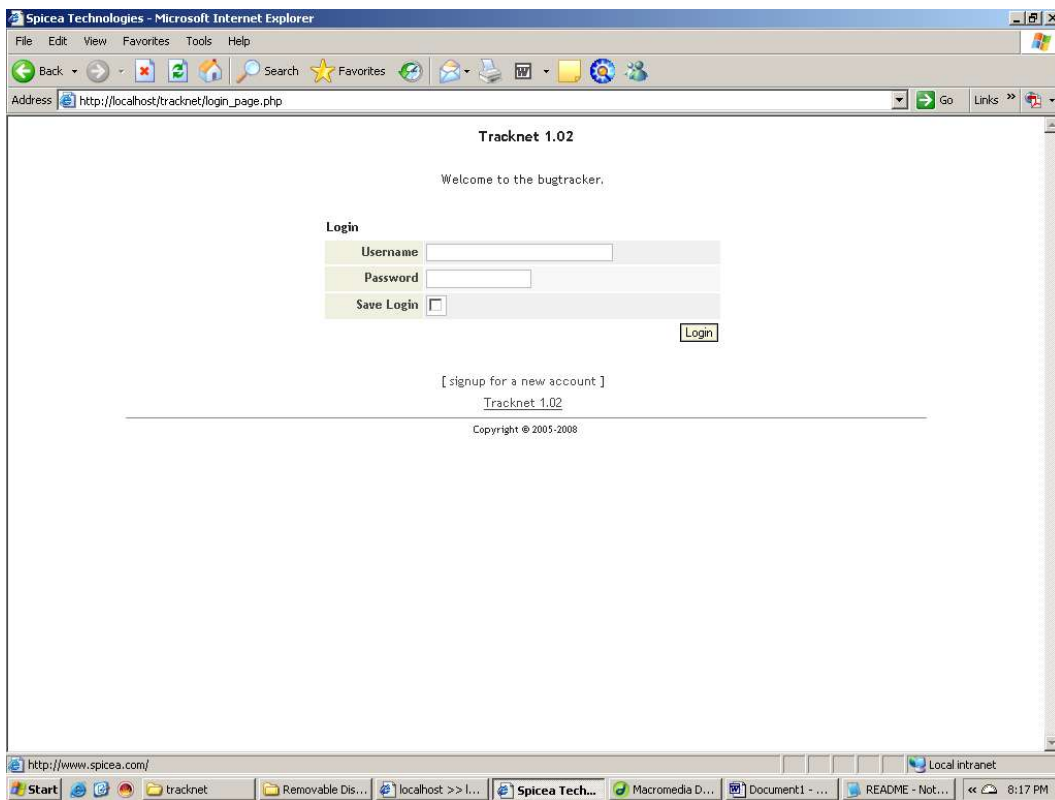 Spicea Technologies - Microsoft Internet Explorer
File Edit View Favorites Tools Help
Back Search Favorites
Address http://localhost/tracknet/login_page.php Go Links »
Tracknet 1.02
Welcome to the bugtracker.
Login
Username
Password
Save Login
Login
[ signup for a new account ]
Tracknet 1.02
Copyright © 2005-2008
http://www.spicea.com/ Local intranet
Start tracknet Removable Dis... localhost >> l... Spicea Tech... Macromedia D... Document1 - ... README - Not... « 8:17 PM